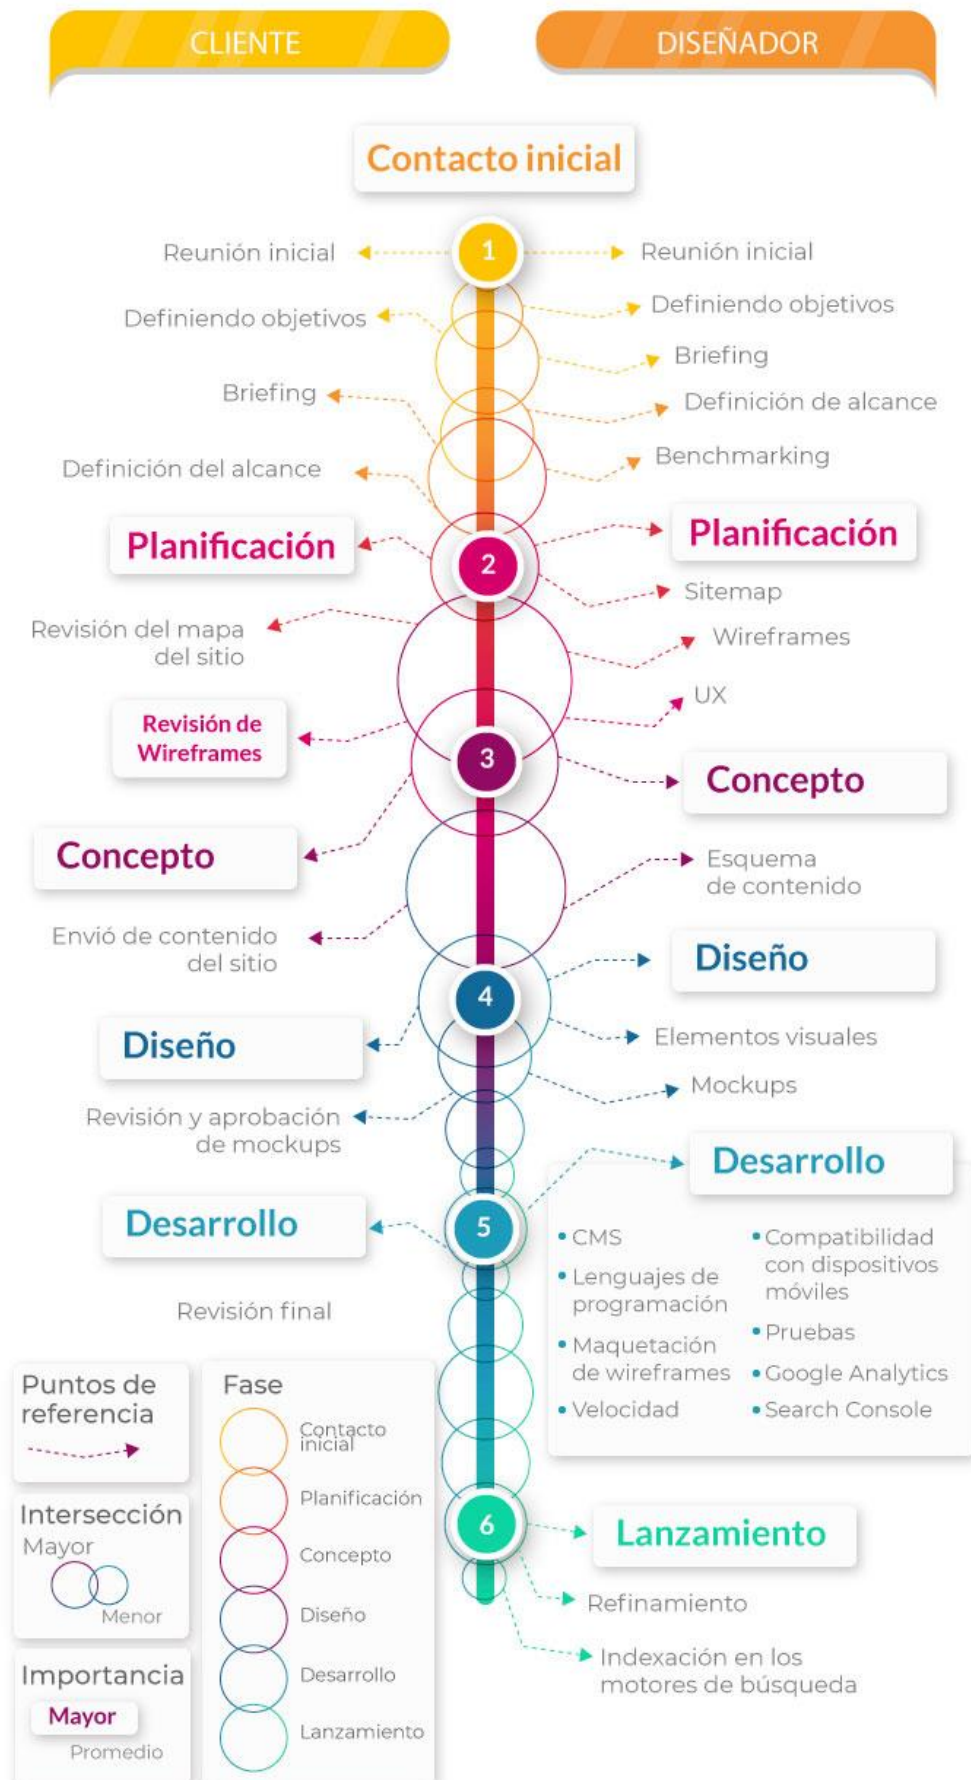 CLIENTE
DISEÑADOR
Contacto inicial
1
Reunión inicial
Reunión inicial
Definiendo objetivos
Definiendo objetivos
Briefing
Briefing
Definición de alcance
Definición del alcance
Benchmarking
Planificación
2
Planificación
Sitemap
Revisión del mapa
del sitio
Wireframes
UX
Revisión de
Wireframes
3
Concepto
Concepto
Esquema
de contenido
Envió de contenido
del sitio
Diseño
4
Diseño
Elementos visuales
Mockups
Revisión y aprobación
de mockups
Desarrollo
Desarrollo
5
• CMS
• Lenguajes de
programación
• Maquetación
de wireframes
• Velocidad
• Compatibilidad
con dispositivos
móviles
• Pruebas
• Google Analytics
• Search Console
Revisión final
Puntos de
referencia
Intersección
Mayor
Menor
Importancia
Mayor
Promedio
Fase
Contacto
inicial
Planificación
Concepto
Diseño
Desarrollo
Lanzamiento
6
Lanzamiento
Refinamiento
Indexación en los
motores de búsqueda